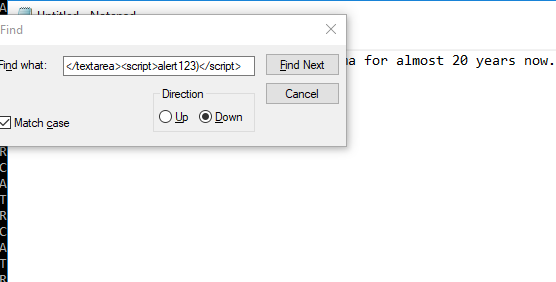 Untitled - Notepad
Find
Find what:
</textarea><script>alert123)</script>
Find Next
Cancel
Direction
Up
Down
Match case
for almost 20 years now.
A
R
C
A
T
R
C
A
T
R